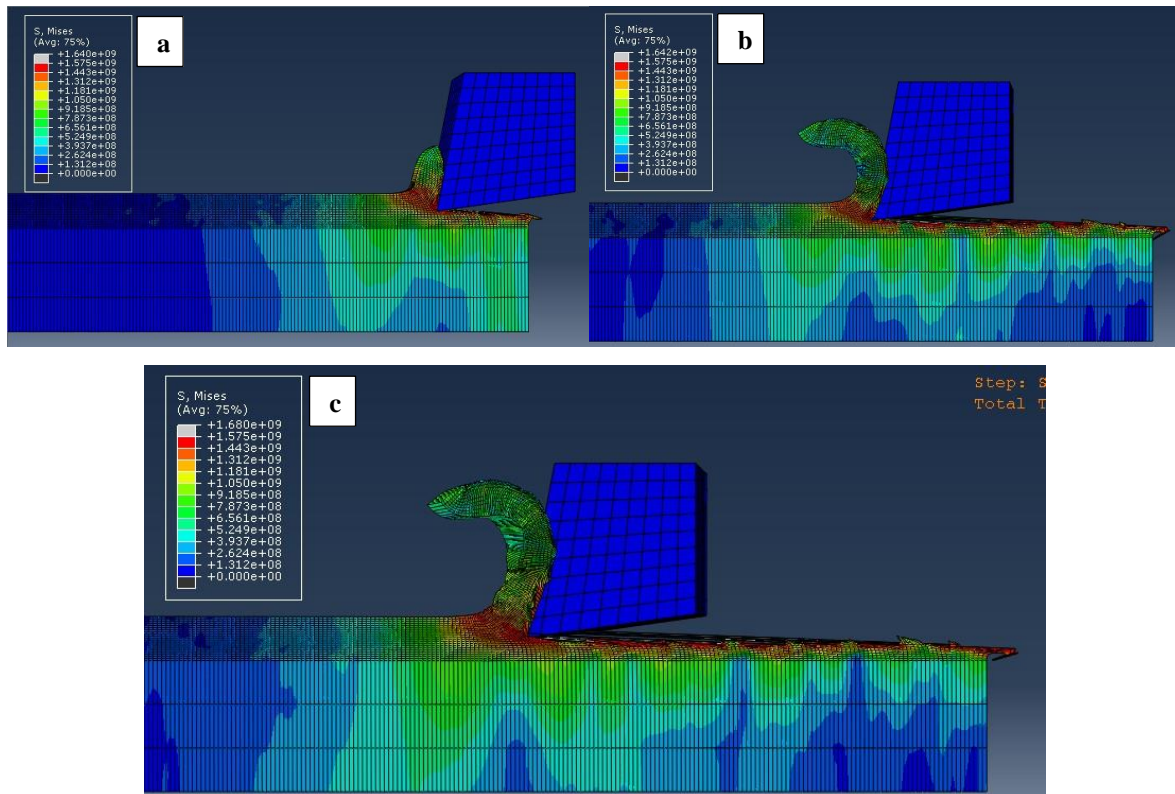 S, Mises
(Avg: 75%)
+1.640e+09
+1.575e+09
+1.443e+09
+1.312e+09
+1.181e+09
+1.050e+09
+9.185e+08
+7.873e+08
+6.561e+08
+5.249e+08
+3.937e+08
+2.624e+08
+1.312e+08
+0.000e+00
a
S, Mises
(Avg: 75%)
+1.642e+09
+1.575e+09
+1.443e+09
+1.312e+09
+1.181e+09
+1.050e+09
+9.185e+08
+7.873e+08
+6.561e+08
+5.249e+08
+3.937e+08
+2.624e+08
+1.312e+08
+0.000e+00
b
S, Mises
(Avg: 75%)
+1.680e+09
+1.575e+09
+1.443e+09
+1.312e+09
+1.181e+09
+1.050e+09
+9.185e+08
+7.873e+08
+6.561e+08
+5.249e+08
+3.937e+08
+2.624e+08
+1.312e+08
+0.000e+00
c
Step: S
Total T